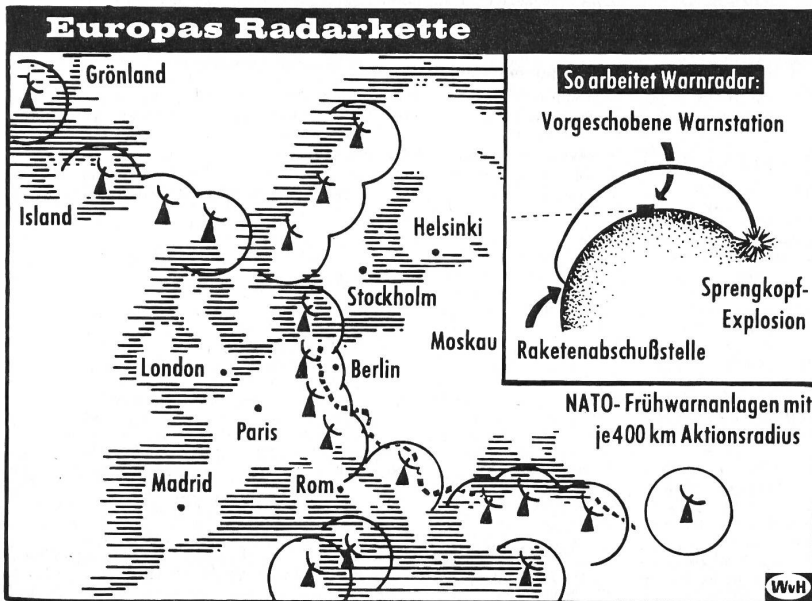 Europas Radarkette
Grönland
Island
Helsinki
Stockholm
Moskau
London
Berlin
Paris
Madrid
Rom
So arbeitet Warnradar:
Vorgeschobene Warnstation
Sprengkopf-
Explosion
Raketenabschußstelle
NATO- Frühwarnanlagen mit
je 400 km Aktionsradius
WvH